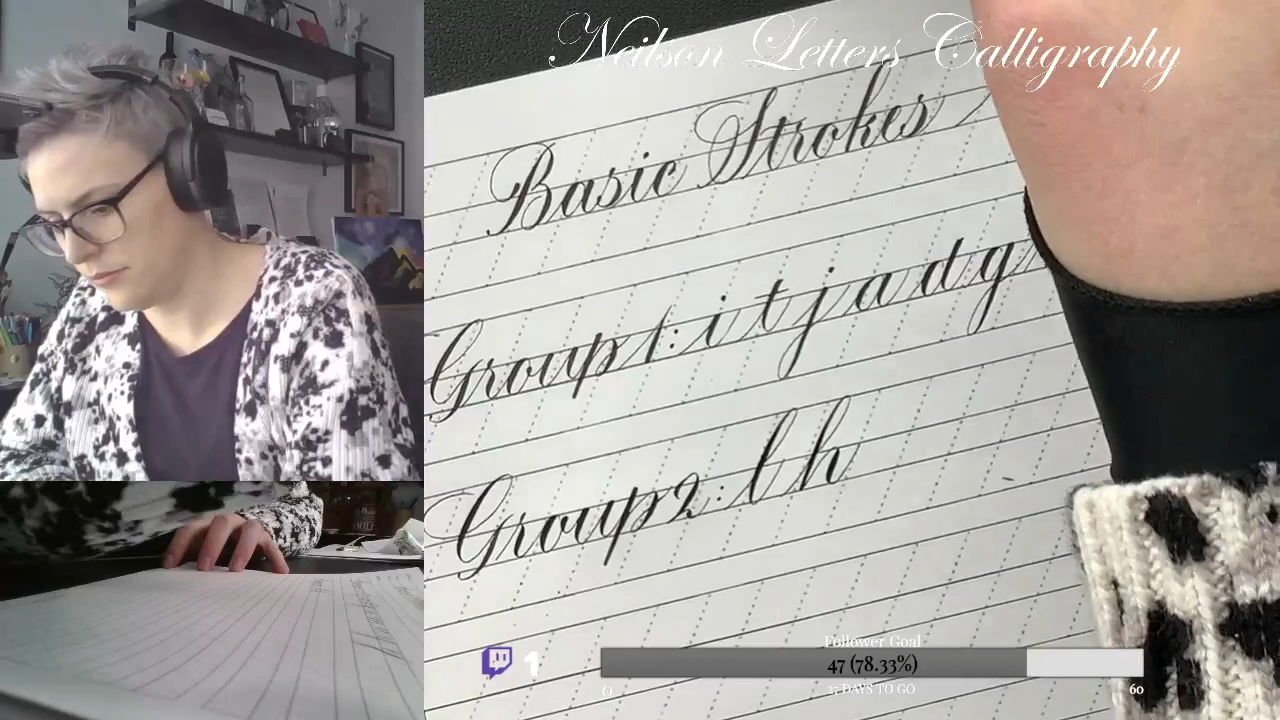 Neilson Letters Calligraphy
Basic Strokes
Group 1: i t j a d g
Group 2: l h
1
Follower Goal
47 (78.33%)
0
27 DAYS TO GO
60